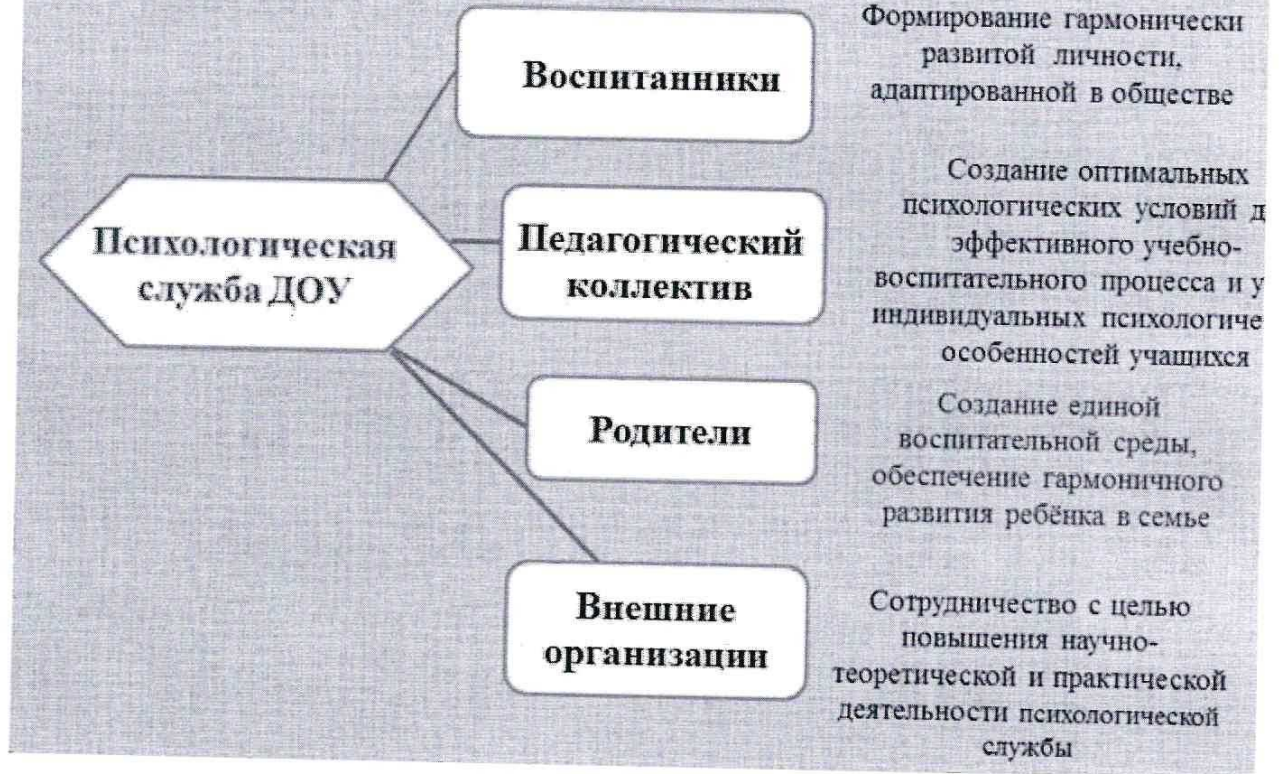 Психологическая
служба ДОУ
Воспитанники
Формирование гармонически
развитой личности,
адаптированной в обществе
Педагогический
коллектив
Создание оптимальных
психологических условий
эффективного учебно-
воспитательного процесса и
индивидуальных
особенностей учащихся
Родители
Создание единой
воспитательной среды,
обеспечение гармоничного
развития ребёнка в семье
Внешние
организации
Сотрудничество с целью
повышения научно-
теоретической и практической
деятельности психологической
службы